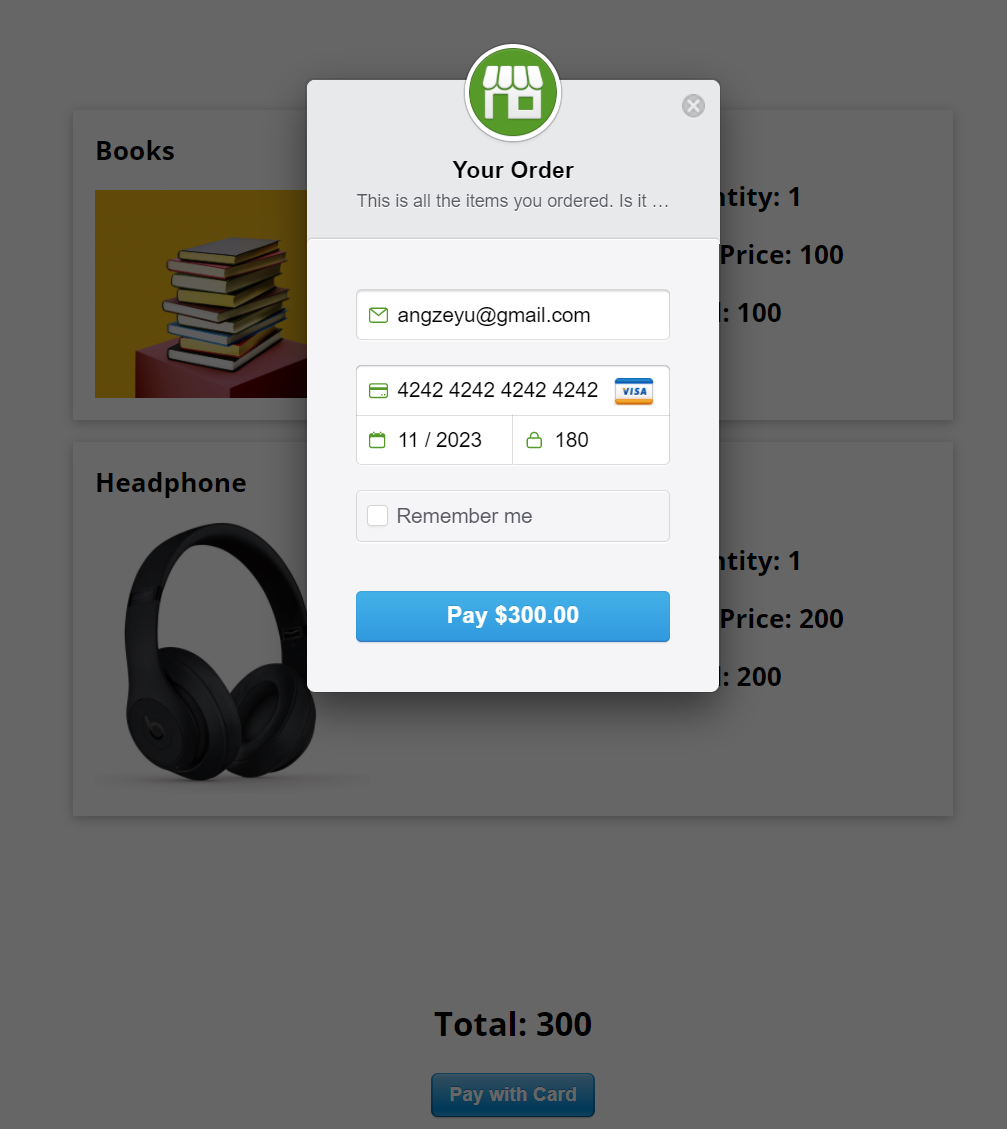 Your Order
This is all the items you ordered. Is it …
angzeyu@gmail.com
4242 4242 4242 4242 VISA
11 / 2023 180
Remember me
Pay $300.00
Books
: 1
Price: 100
: 100
Headphone
: 1
Price: 200
: 200
Total: 300
Pay with Card